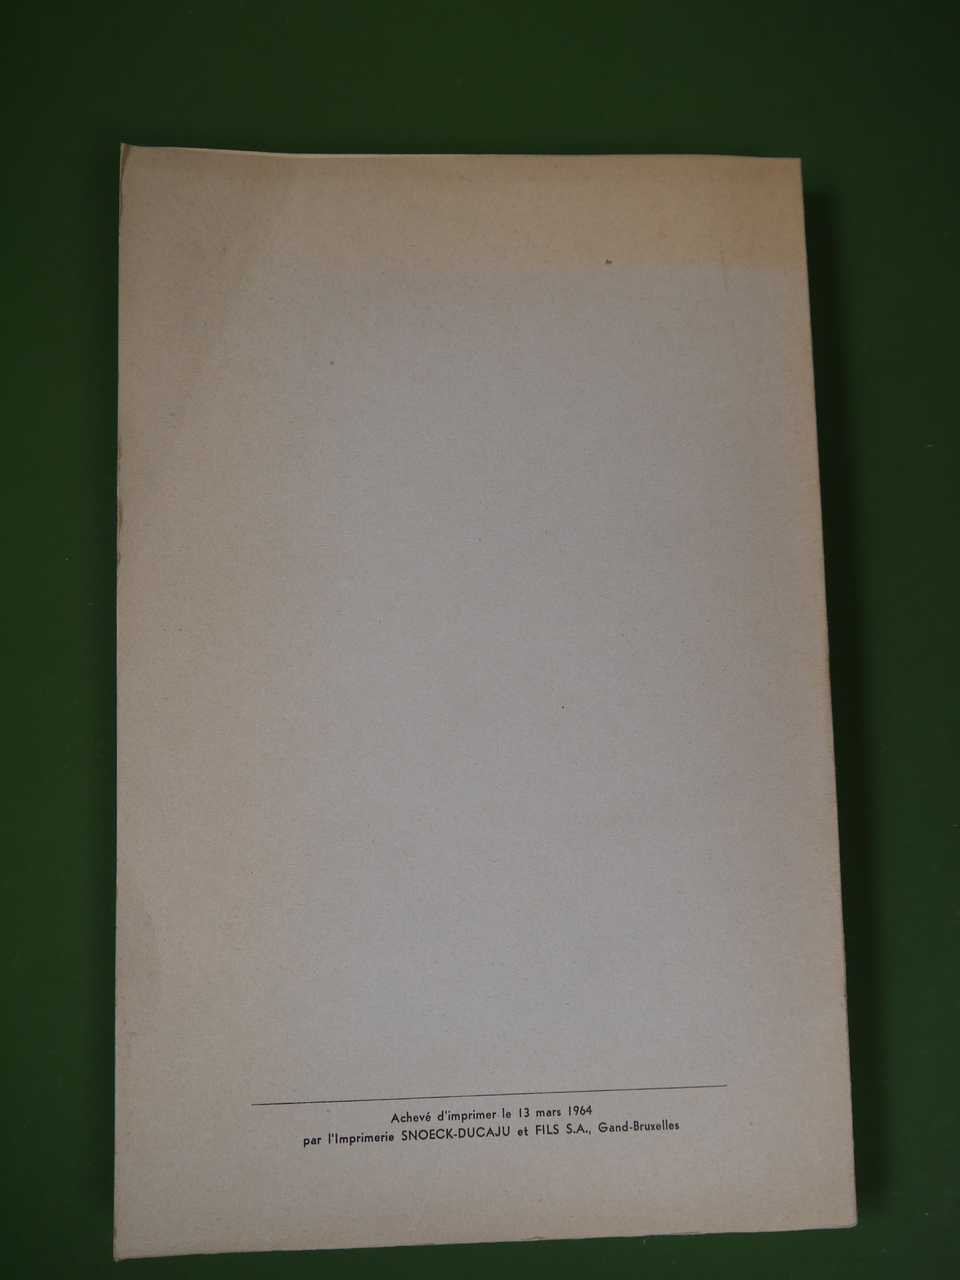 Achevé d'imprimer le 13 mars 1964
par l'Imprimerie SNOECK-DUCAJU et FILS S.A., Gand-Bruxelles